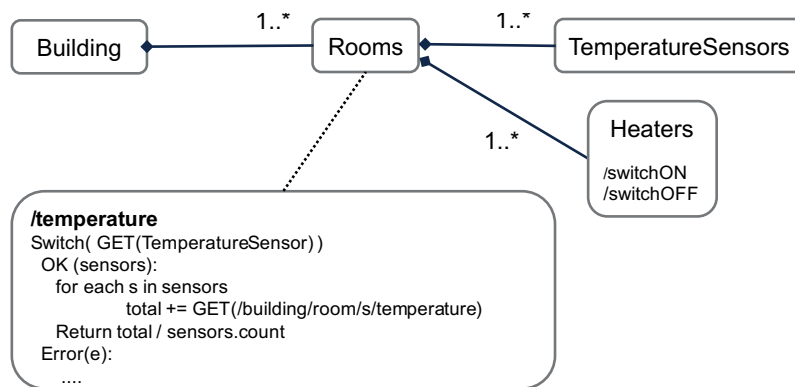 1..*
1..*
Building
Rooms
TemperatureSensors
1..*
Heaters
/switchON
/switchOFF
/temperature
Switch( GET(TemperatureSensor) )
OK (sensors):
for each s in sensors
total += GET(/building/room/s/temperature)
Return total / sensors.count
Error(e):
....